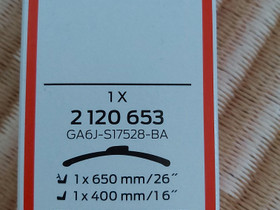 1 X
2 120 653
GA6J-S17528-BA
1 x 650 mm/26"
1 x 400 mm/16"